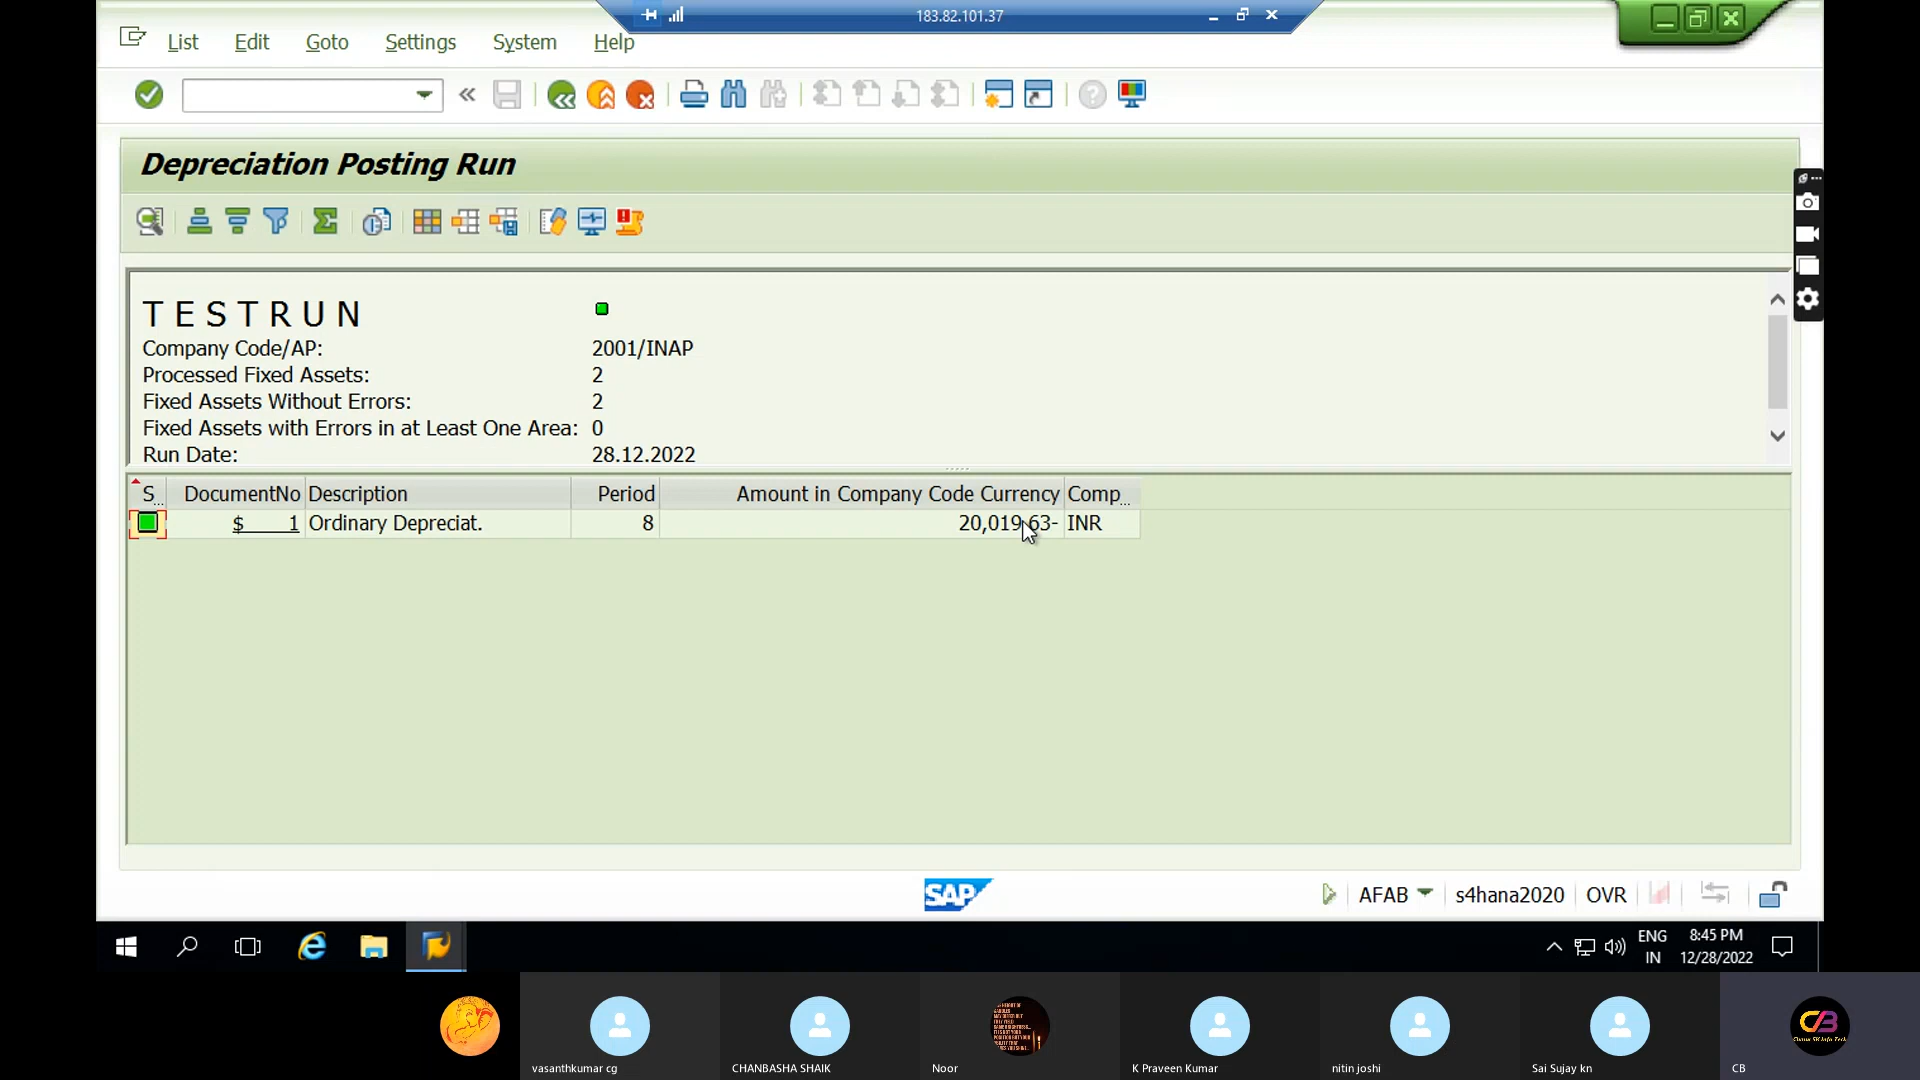 183.82.101.37
List Edit Goto Settings System Help
Depreciation Posting Run
T E S T R U N
Company Code/AP: 2001/INAP
Processed Fixed Assets: 2
Fixed Assets Without Errors: 2
Fixed Assets with Errors in at Least One Area: 0
Run Date: 28.12.2022
S... DocumentNo Description Period Amount in Company Code Currency Comp...
$ 1 Ordinary Depreciat. 8 20,019.63- INR
SAP AFAB s4hana2020 OVR
ENG 8:45 PM
IN 12/28/2022
vasanthkumar cg CHANBASHA SHAIK Noor K Praveen Kumar nitin joshi Sai Sujay kn CB